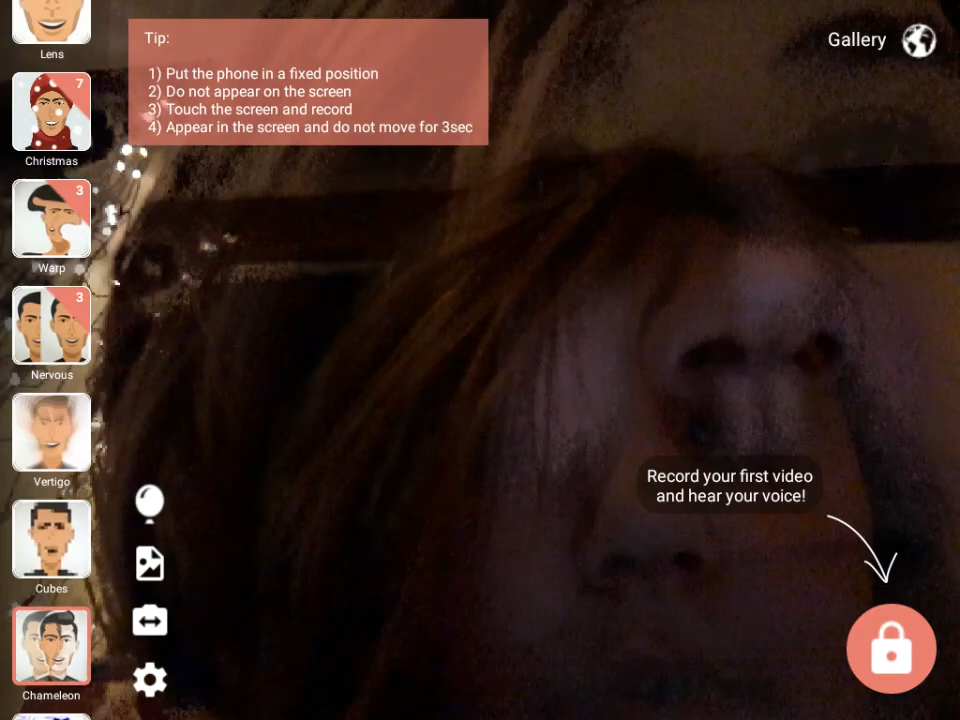 Tip:
1) Put the phone in a fixed position
2) Do not appear on the screen
3) Touch the screen and record
4) Appear in the screen and do not move for 3sec
Gallery
Lens
7
Christmas
3
Warp
3
Nervous
Vertigo
Cubes
Chameleon
Record your first video
and hear your voice!